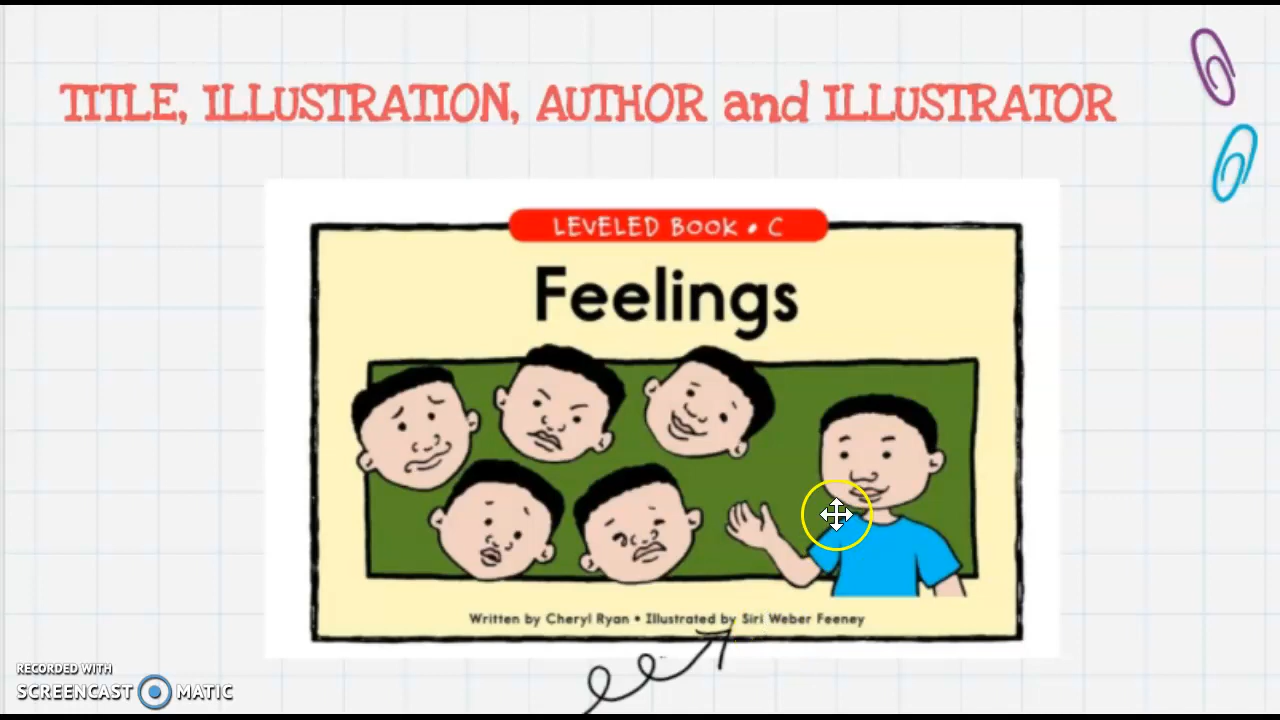 TITLE, ILLUSTRATION, AUTHOR and ILLUSTRATOR
LEVELED BOOK • C
Feelings
Written by Cheryl Ryan • Illustrated by Siri Weber Feeney
RECORDED WITH
SCREENCAST MATIC